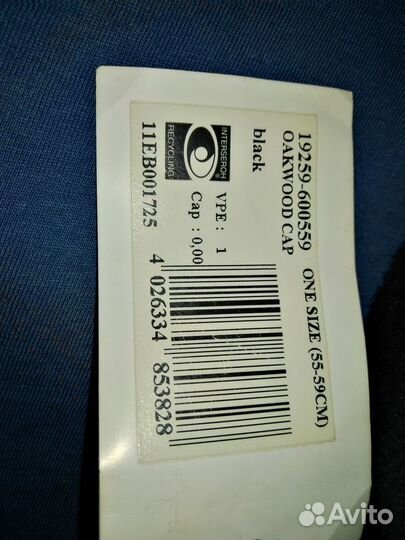 19259-600559 ONE SIZE (55-59CM)
OAKWOOD CAP
black
INTERSEROH
RECYCLING
VPE : 1
Cap : 0,00
11EB001725
4 026334 853828
Avito